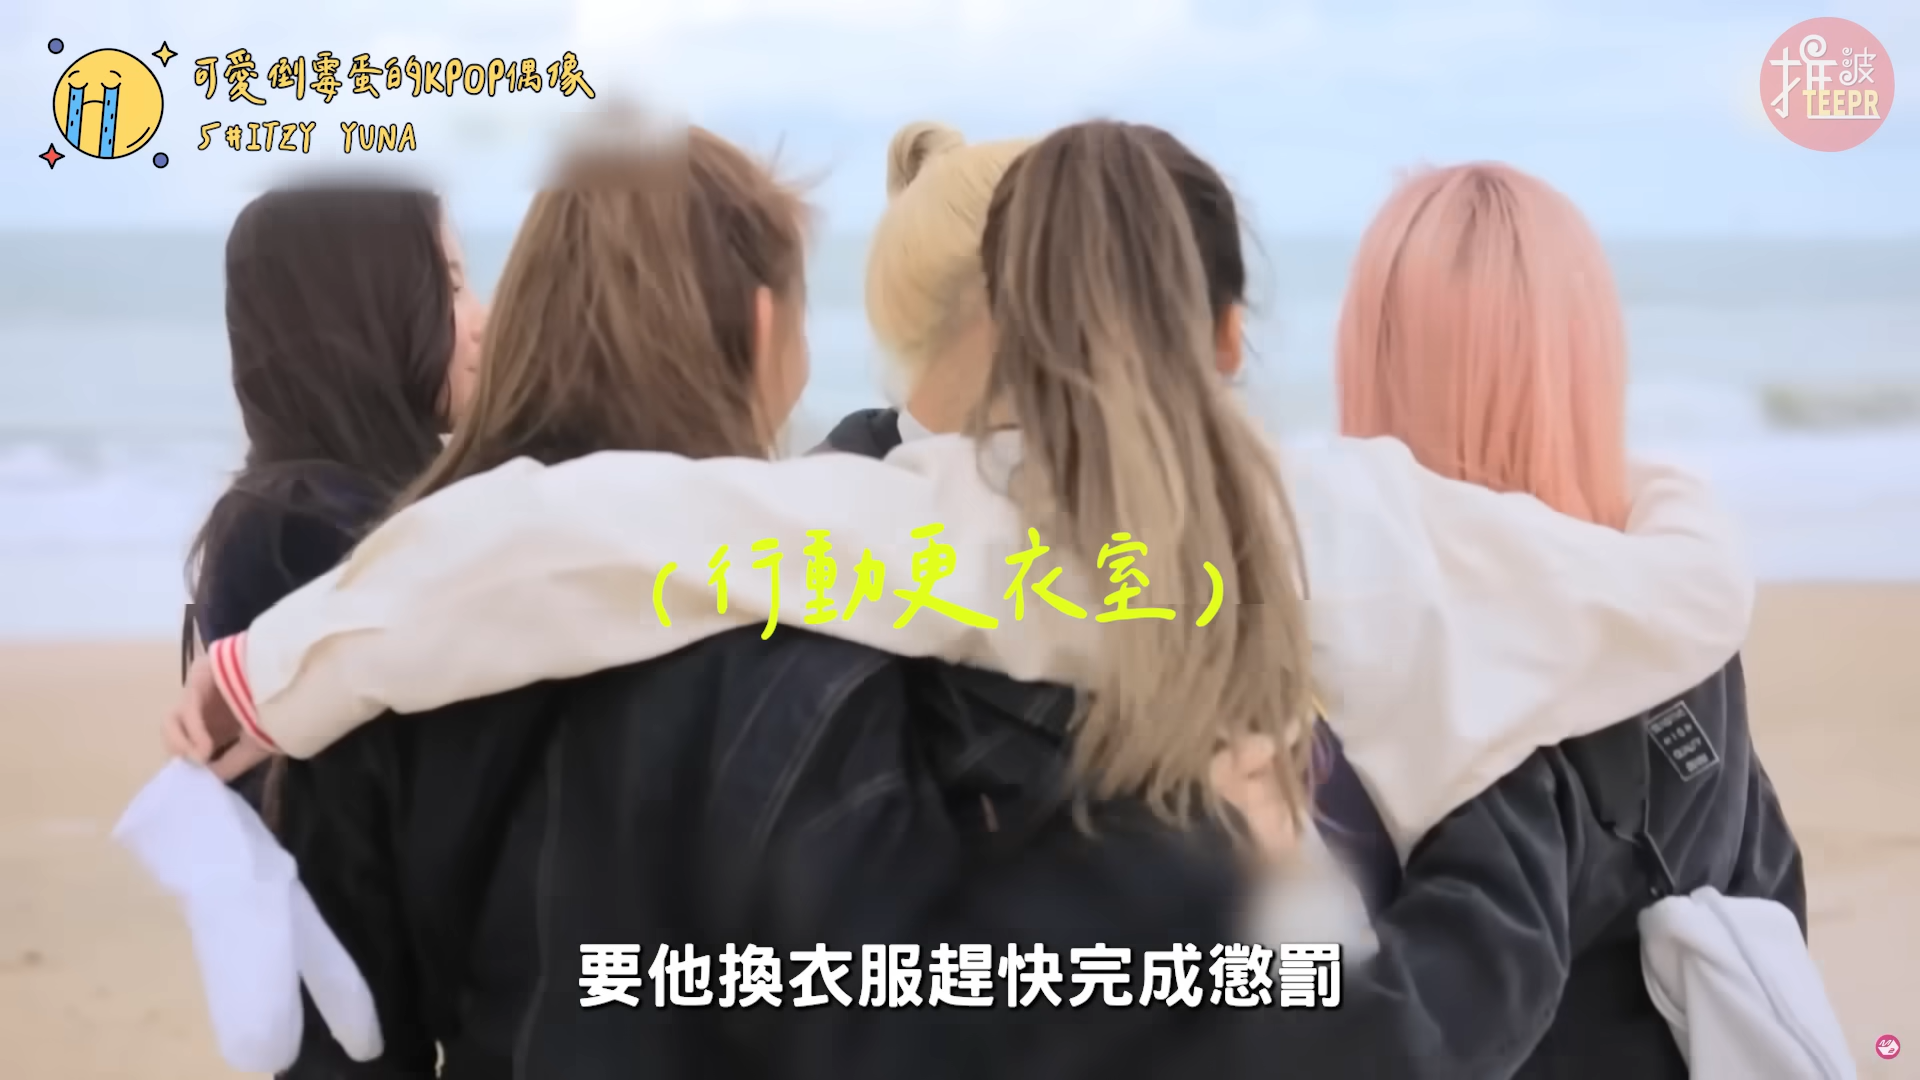 可愛倒霉蛋的KPOP偶像
5#ITZY YUNA
推波
TEEPR
(行動更衣室)
要他換衣服趕快完成懲罰